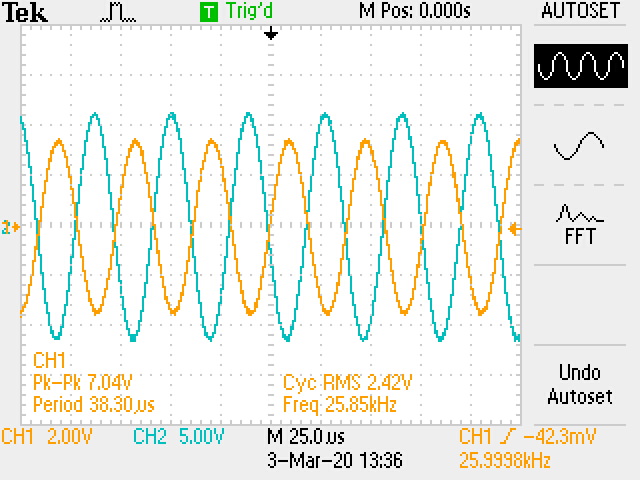 Tek T Trig'd M Pos: 0.000s AUTOSET
2
FFT
CH1
Pk-Pk 7.04V Cyc RMS 2.42V
Period 38.30us Freq 25.85kHz
Undo
Autoset
CH1 2.00V CH2 5.00V M 25.0us CH1 -42.3mV
3-Mar-20 13:36 25.9998kHz